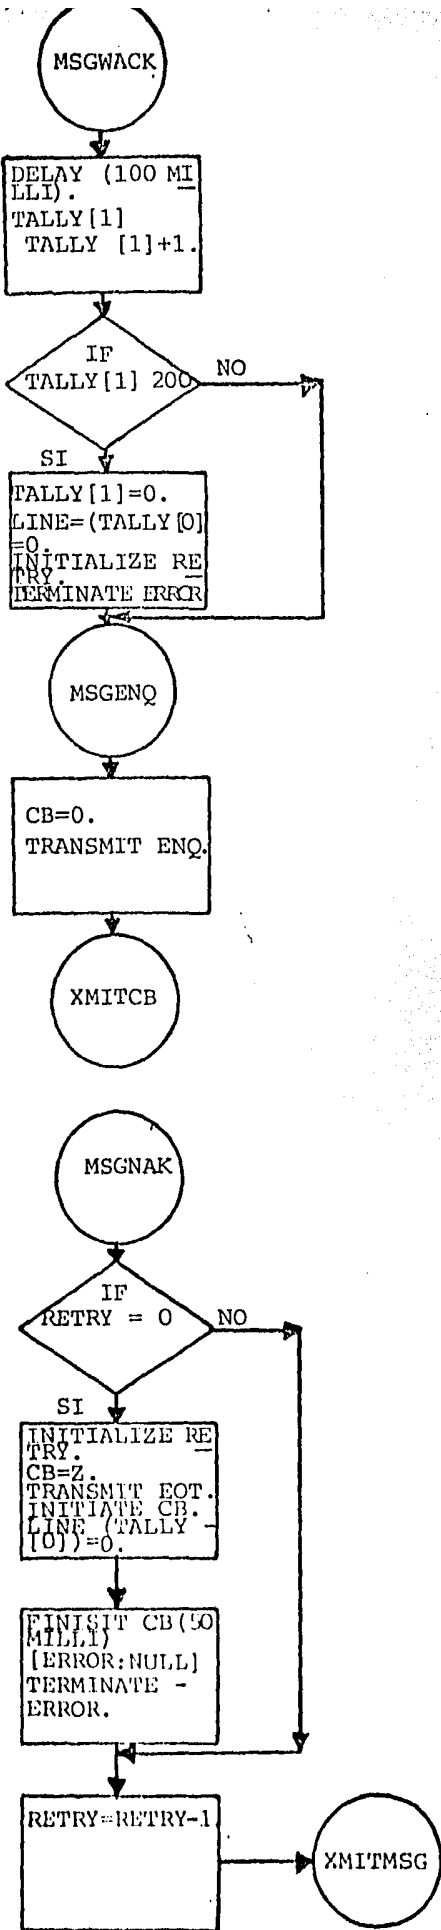 MSGWACK
DELAY (100 MI
LLI).
TALLY[1]
TALLY [1]+1.
IF
TALLY[1] 200
NO
SI
TALLY[1]=0.
LINE=(TALLY[0]
=0.
INITIALIZE RE
TRY.
TERMINATE ERROR
MSGENQ
CB=0.
TRANSMIT ENQ.
XMITCB
MSGNAK
IF
RETRY = 0
NO
SI
INITIALIZE RE
TRY.
CB=Z.
TRANSMIT EOT.
INITIATE CB.
LINE (TALLY -
[0])=0.
FINISIT CB(50
MILLI)
[ERROR:NULL]
TERMINATE -
ERROR.
RETRY=RETRY-1
XMITMSG